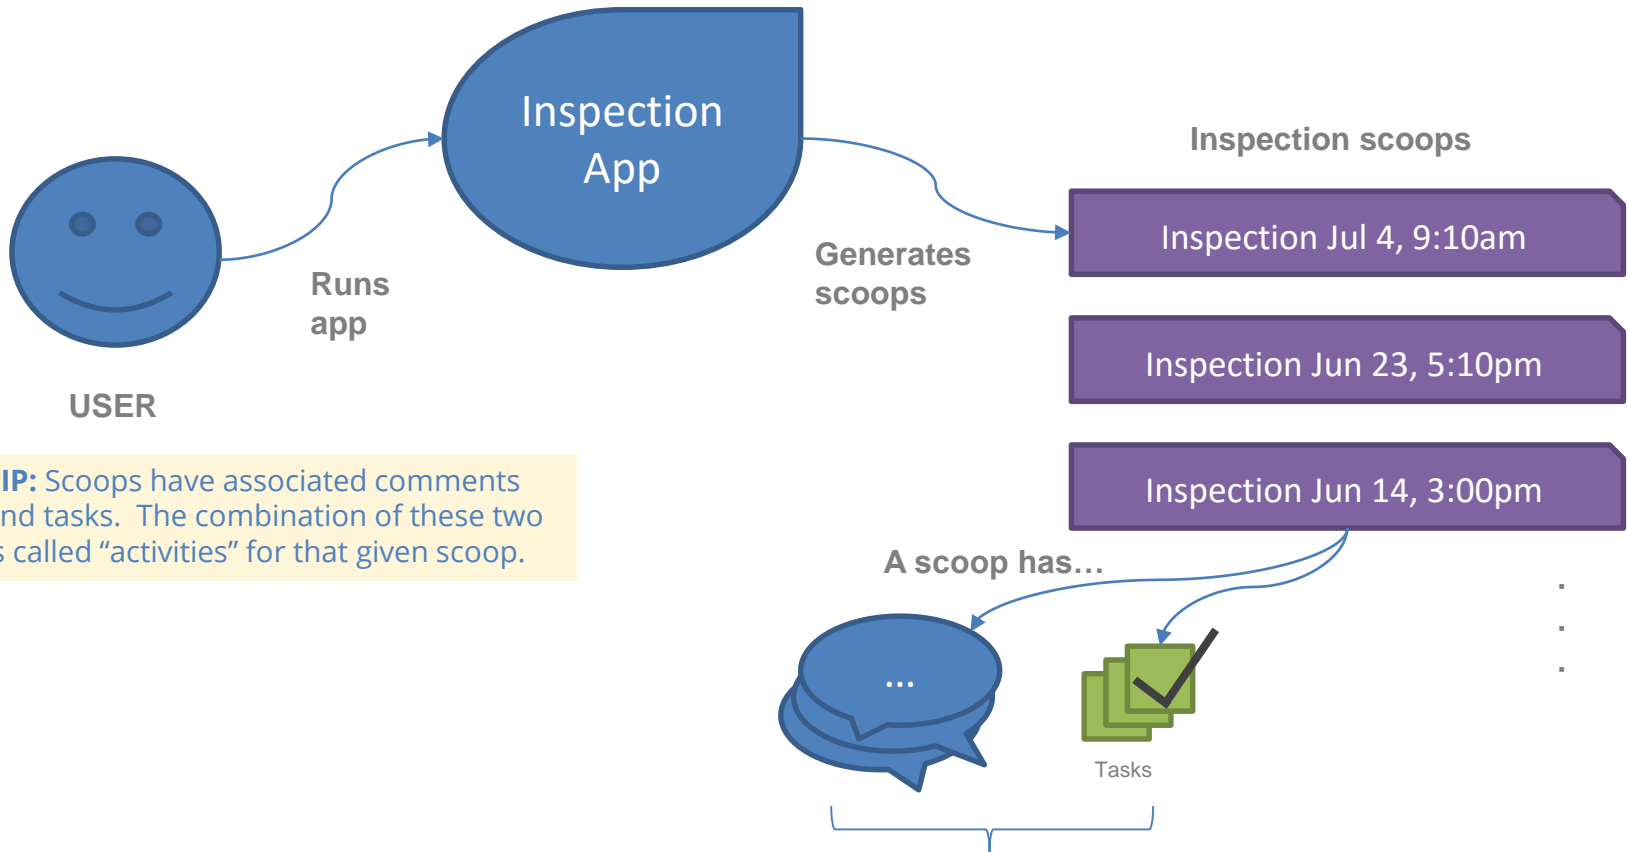 Inspection
App
Inspection scoops
Inspection Jul 4, 9:10am
Generates
scoops
Runs
app
Inspection Jun 23, 5:10pm
USER
IP: Scoops have associated comments
nd tasks.  The combination of these two
s called “activities” for that given scoop.
Inspection Jun 14, 3:00pm
A scoop has…
...
Tasks
.
.
.